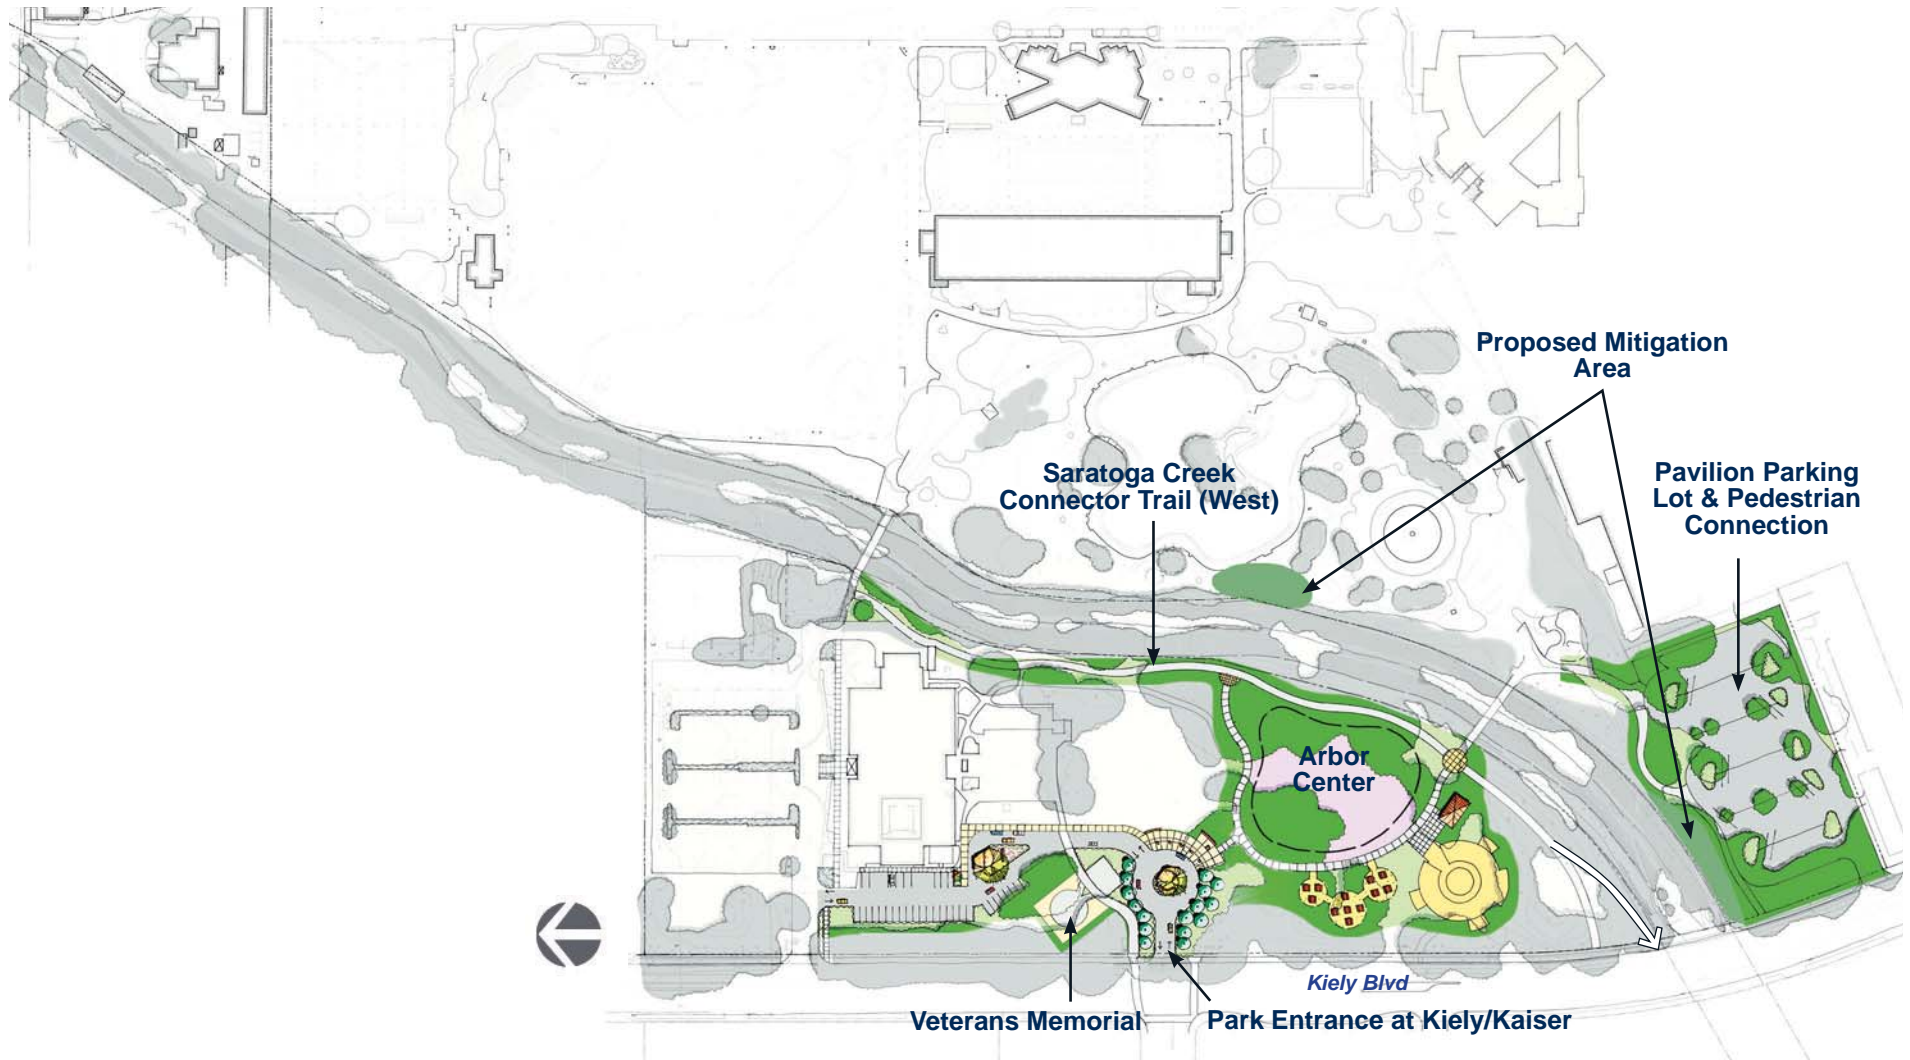 Proposed Mitigation
Area
Saratoga Creek
Connector Trail (West)
Pavilion Parking
Lot & Pedestrian
Connection
Arbor
Center
Kiely Blvd
Veterans Memorial
Park Entrance at Kiely/Kaiser